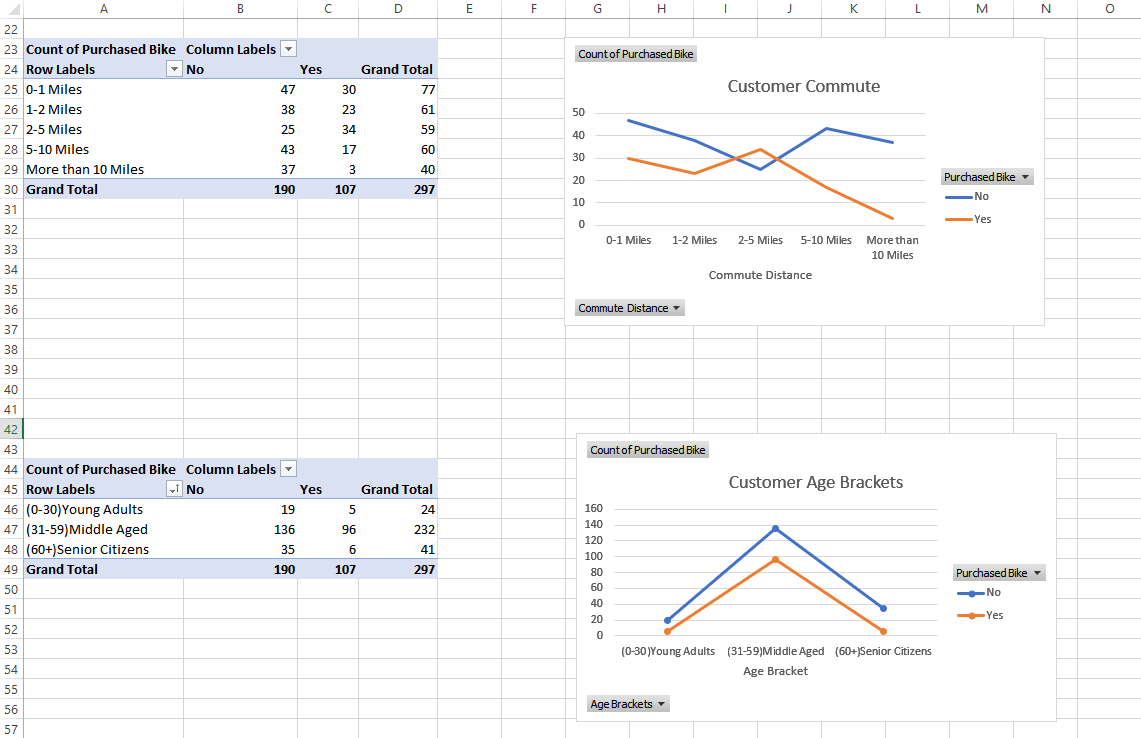 A B C D E F G H I J K L M N O
22
23 Count of Purchased Bike Column Labels
24 Row Labels No Yes Grand Total
25 0-1 Miles 47 30 77
26 1-2 Miles 38 23 61
27 2-5 Miles 25 34 59
28 5-10 Miles 43 17 60
29 More than 10 Miles 37 3 40
30 Grand Total 190 107 297
31
32
33
34
35
36
37
38
39
40
41
42
43
44 Count of Purchased Bike Column Labels
45 Row Labels No Yes Grand Total
46 (0-30)Young Adults 19 5 24
47 (31-59)Middle Aged 136 96 232
48 (60+)Senior Citizens 35 6 41
49 Grand Total 190 107 297
50
51
52
53
54
55
56
57
Count of Purchased Bike
Customer Commute
50
40
30
20
10
0
0-1 Miles 1-2 Miles 2-5 Miles 5-10 Miles More than
10 Miles
Commute Distance
Purchased Bike
No
Yes
Commute Distance
Count of Purchased Bike
Customer Age Brackets
160
140
120
100
80
60
40
20
0
(0-30)Young Adults (31-59)Middle Aged (60+)Senior Citizens
Age Bracket
Purchased Bike
No
Yes
Age Brackets